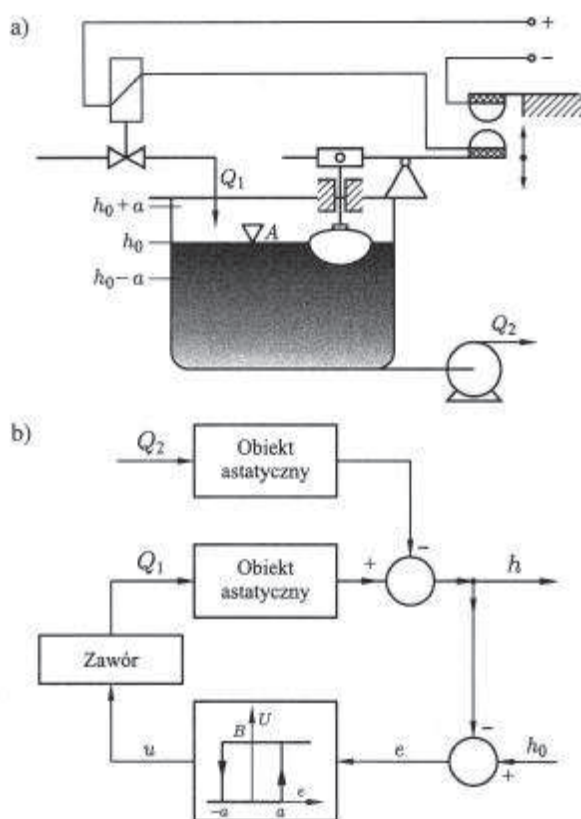 a)
+
−
Q₁
h₀+a
h₀
A
h₀−a
Q₂
b)
Q₂
Obiekt
astatyczny
−
Q₁
Obiekt
astatyczny
+
h
Zawór
B
U
−a
a
e
u
e
−
+
h₀